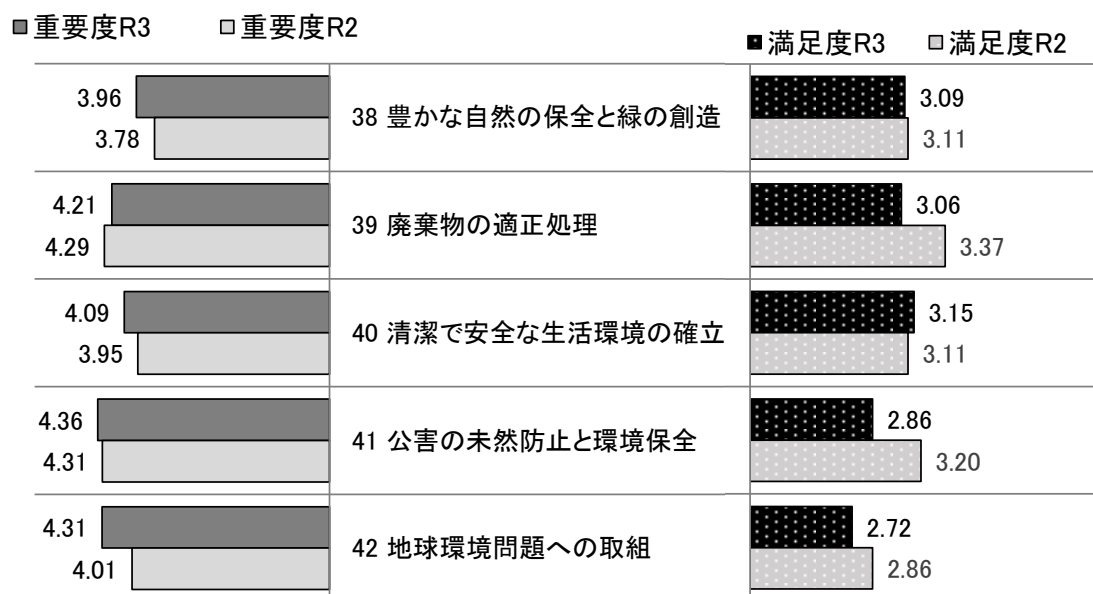 ■重要度R3 □重要度R2
■満足度R3 □満足度R2
3.96
3.78
38 豊かな自然の保全と緑の創造
3.09
3.11
4.21
4.29
39 廃棄物の適正処理
3.06
3.37
4.09
3.95
40 清潔で安全な生活環境の確立
3.15
3.11
4.36
4.31
41 公害の未然防止と環境保全
2.86
3.20
4.31
4.01
42 地球環境問題への取組
2.72
2.86